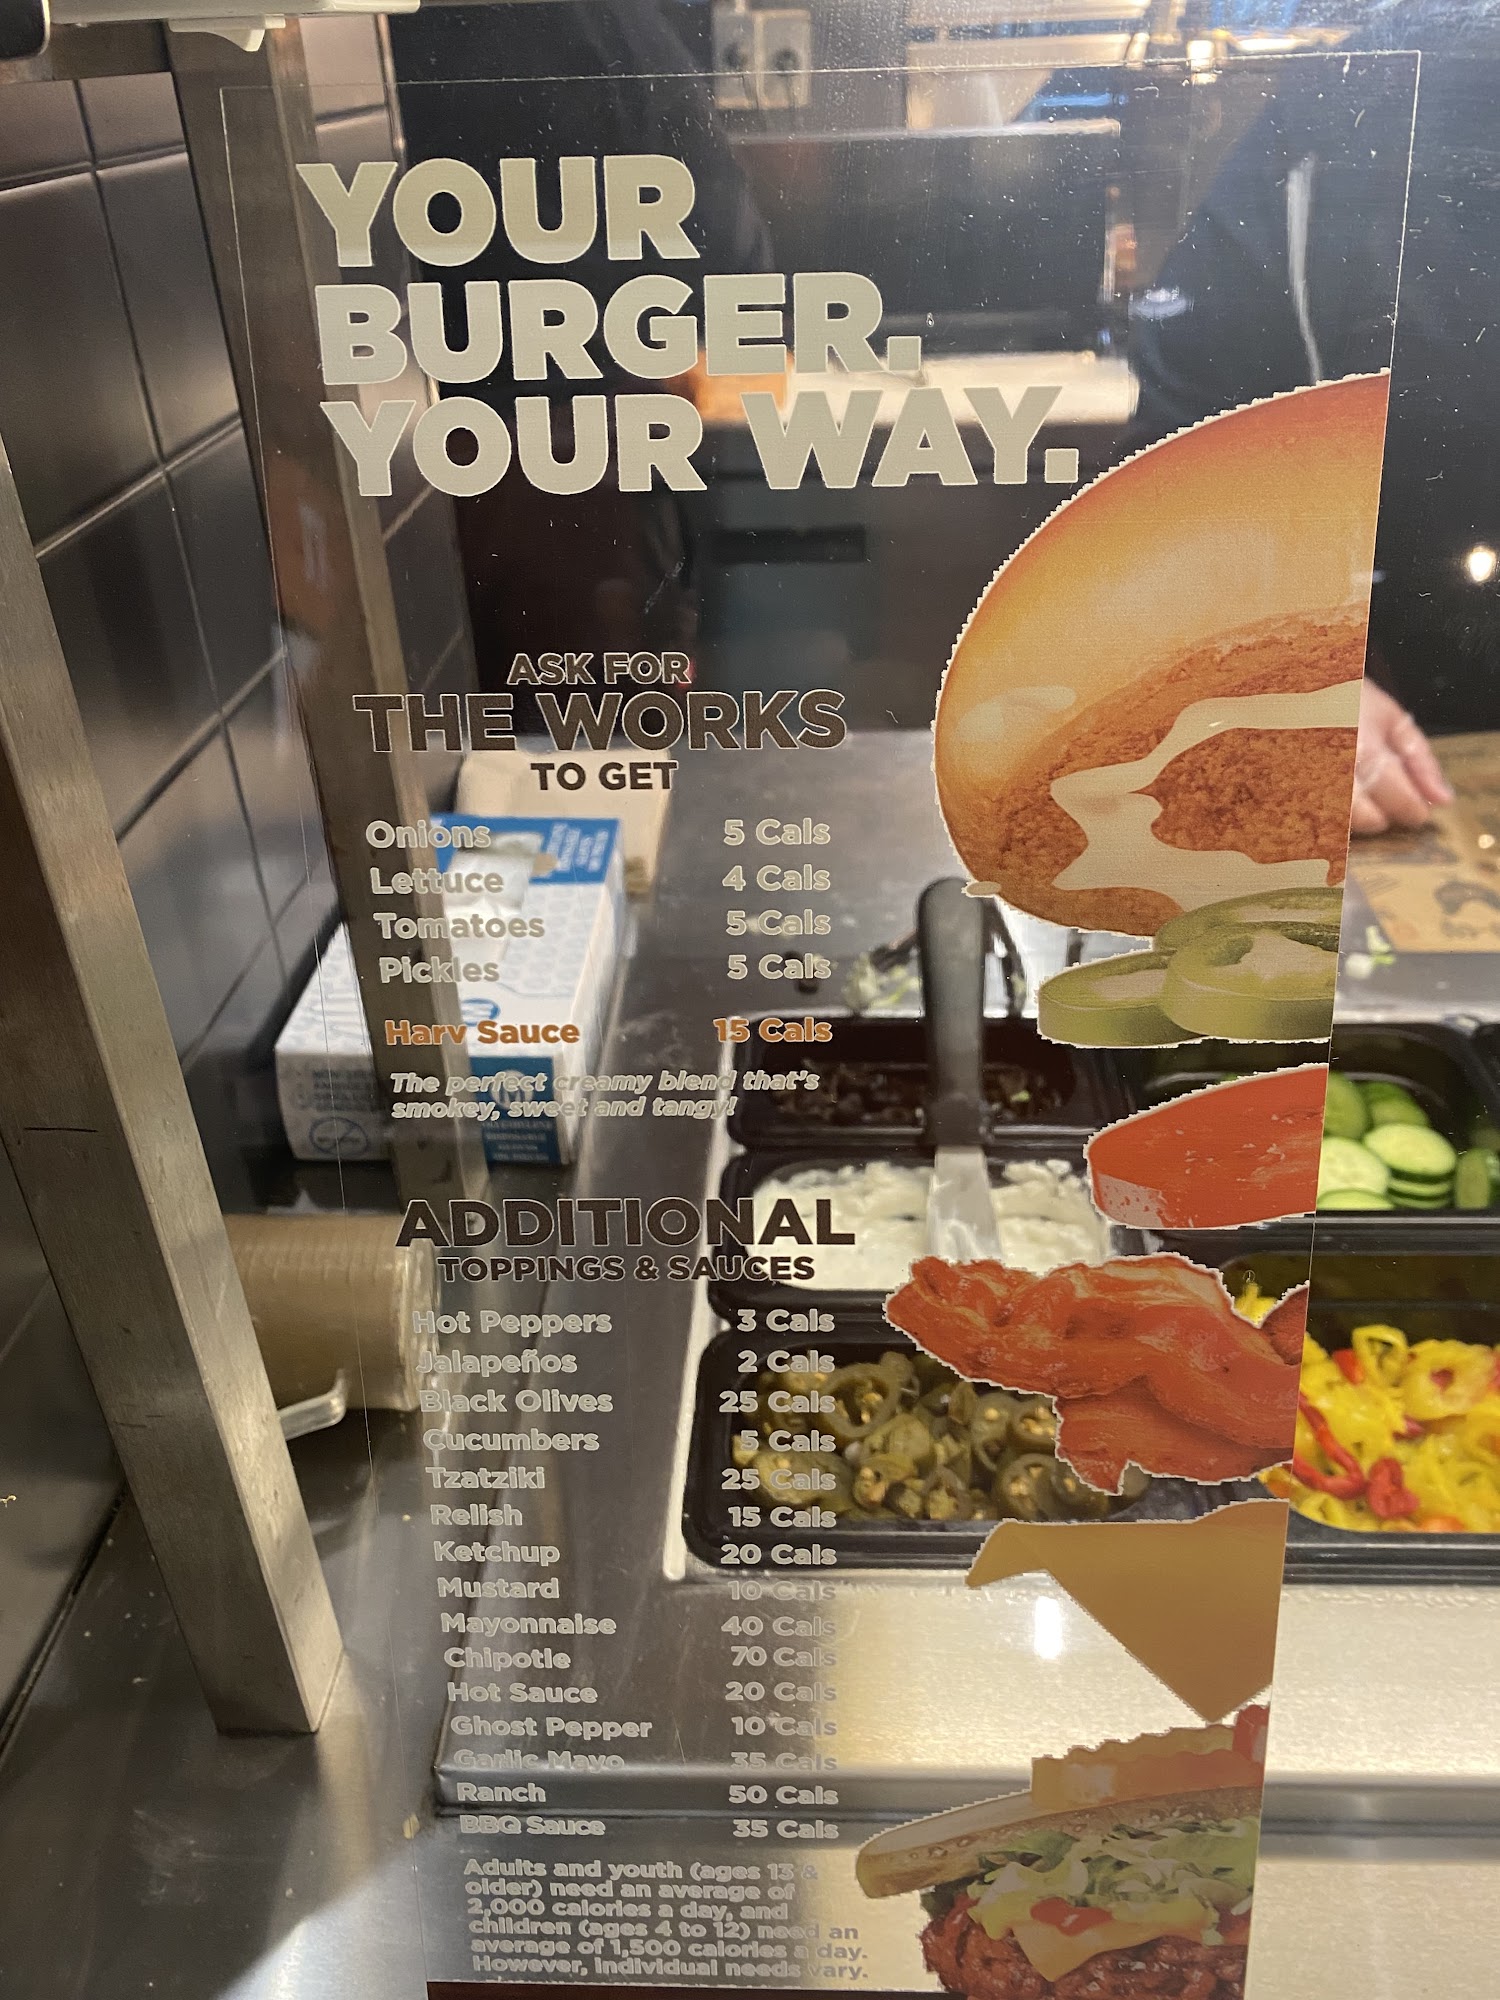 YOUR
BURGER.
YOUR WAY.
ASK FOR
THE WORKS
TO GET
Onions 5 Cals
Lettuce 4 Cals
Tomatoes 5 Cals
Pickles 5 Cals
Harv Sauce 15 Cals
The perfect creamy blend that's
smokey, sweet and tangy!
ADDITIONAL
TOPPINGS & SAUCES
Hot Peppers 3 Cals
Jalapeños 2 Cals
Black Olives 25 Cals
Cucumbers 5 Cals
Tzatziki 25 Cals
Relish 15 Cals
Ketchup 20 Cals
Mustard 10 Cals
Mayonnaise 40 Cals
Chipotle 70 Cals
Hot Sauce 20 Cals
Ghost Pepper 10 Cals
Garlic Mayo 35 Cals
Ranch 50 Cals
BBQ Sauce 35 Cals
Adults and youth (ages 13 &
older) need an average of
2,000 calories a day, and
children (ages 4 to 12) need an
average of 1,500 calories a day.
However, individual needs vary.